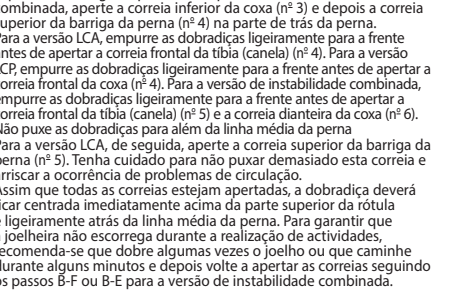 combinada, aperte a correia inferior da coxa (nº 3) e depois a correia
superior da barriga da perna (nº 4) na parte de trás da perna.
Para a versão LCA, empurre as dobradiças ligeiramente para a frente
antes de apertar a correia frontal da tíbia (canela) (nº 4). Para a versão
LCP, empurre as dobradiças ligeiramente para a frente antes de apertar a
correia frontal da coxa (nº 4). Para a versão de instabilidade combinada,
empurre as dobradiças ligeiramente para a frente antes de apertar a
correia frontal da tíbia (canela) (nº 5) e a correia dianteira da coxa (nº 6).
Não puxe as dobradiças para além da linha média da perna
Para a versão LCA, de seguida, aperte a correia superior da barriga da
perna (nº 5). Tenha cuidado para não puxar demasiado esta correia e
arriscar a ocorrência de problemas de circulação.
Assim que todas as correias estejam apertadas, a dobradiça deverá
ficar centrada imediatamente acima da parte superior da rótula
e ligeiramente atrás da linha média da perna. Para garantir que
a joelheira não escorrega durante a realização de actividades,
recomenda-se que dobre algumas vezes o joelho ou que caminhe
durante alguns minutos e depois volte a apertar as correias seguindo
os passos B-F ou B-E para a versão de instabilidade combinada.